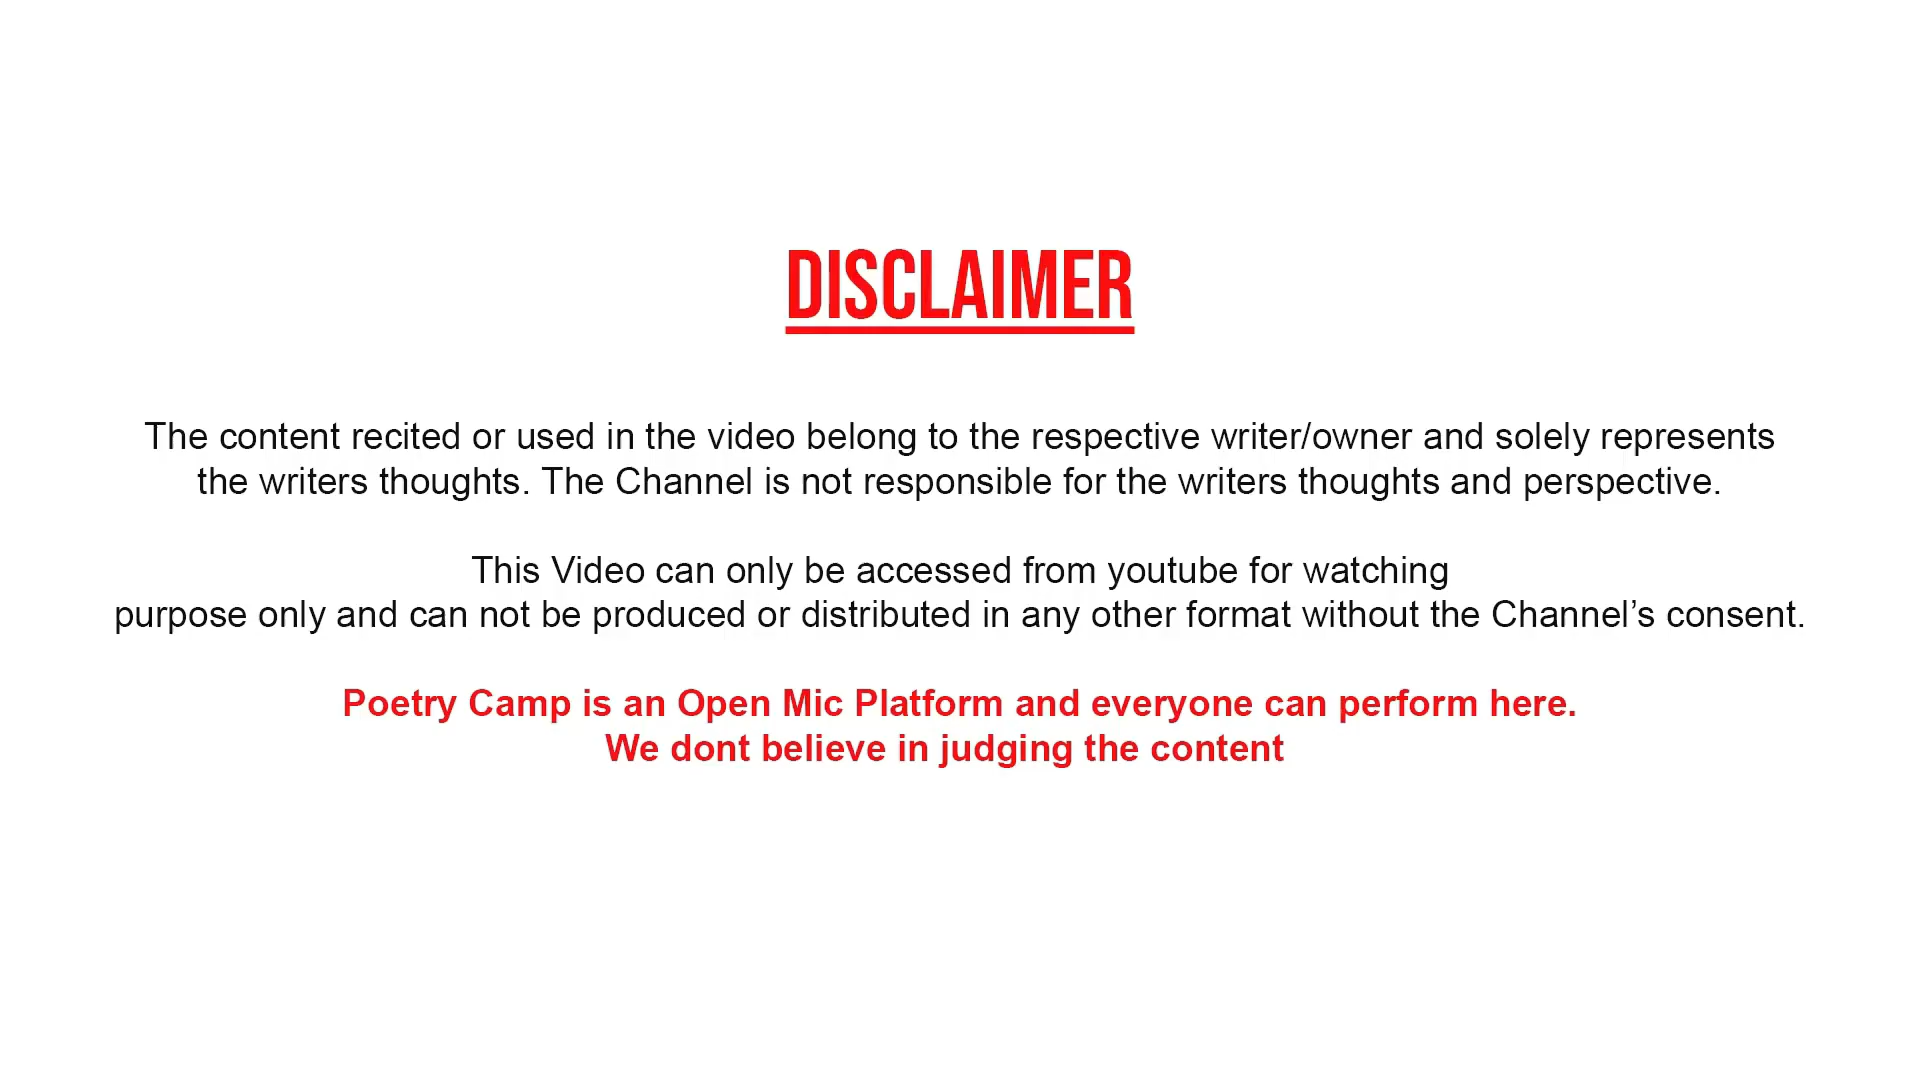 DISCLAIMER
The content recited or used in the video belong to the respective writer/owner and solely represents
the writers thoughts. The Channel is not responsible for the writers thoughts and perspective.
This Video can only be accessed from youtube for watching
purpose only and can not be produced or distributed in any other format without the Channel’s consent.
Poetry Camp is an Open Mic Platform and everyone can perform here.
We dont believe in judging the content